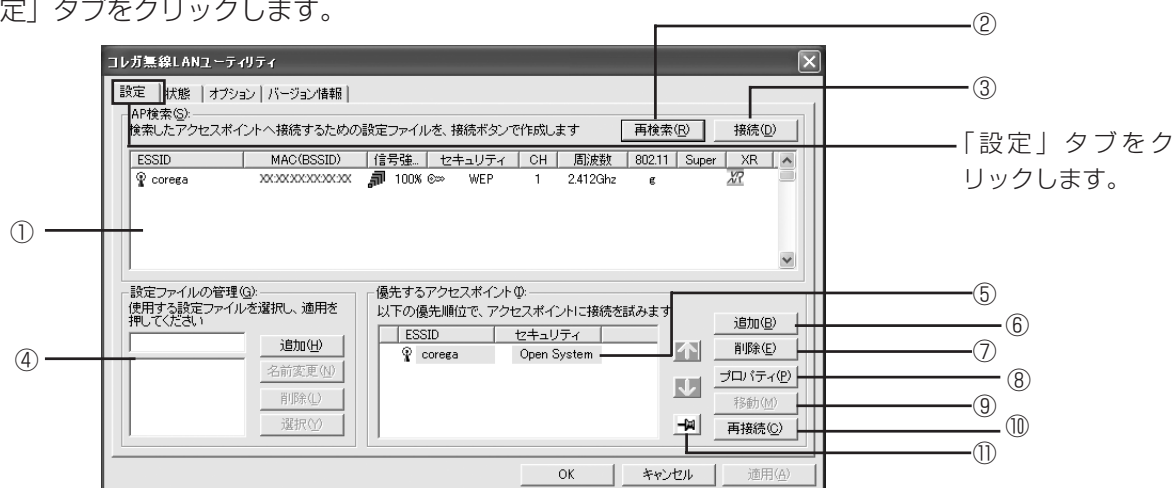 定」タブをクリックします。
②
コレガ無線LANユーティリティ
設定 状態 オプション バージョン情報
③
AP検索(S):
検索したアクセスポイントへ接続するための設定ファイルを、接続ボタンで作成します 再検索(R) 接続(D)
「設定」タブをク
リックします。
ESSID MAC(BSSID) 信号強... セキュリティ CH 周波数 802.11 Super XR
corega XX:XX:XX:XX:XX:XX 100% WEP 1 2.412Ghz g XR
①
設定ファイルの管理(G):
使用する設定ファイルを選択し、適用を
押してください
追加(H)
名前変更(N)
削除(L)
選択(Y)
④
優先するアクセスポイント(I):
以下の優先順位で、アクセスポイントに接続を試みます
ESSID セキュリティ
corega Open System
⑤
追加(B) ⑥
削除(E) ⑦
プロパティ(P) ⑧
移動(M) ⑨
再接続(C) ⑩
⑪
OK キャンセル 適用(A)